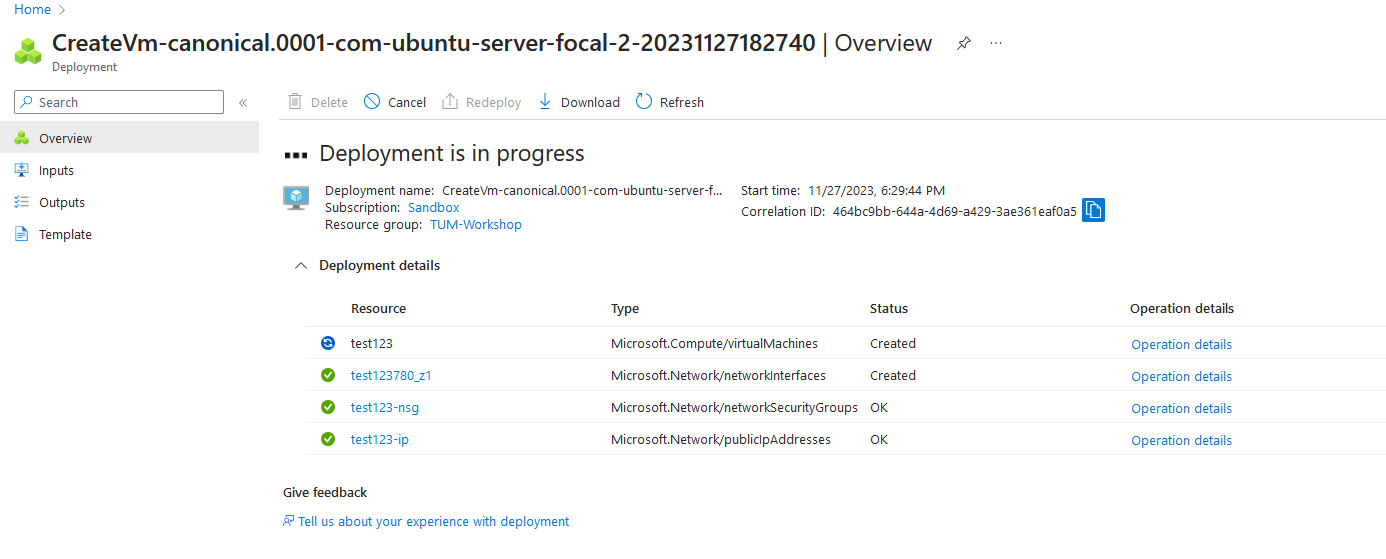 Home >
CreateVm-canonical.0001-com-ubuntu-server-focal-2-20231127182740 | Overview ...
Deployment
Search «
Delete Cancel Redeploy Download Refresh
Overview
Inputs
Outputs
Template
Deployment is in progress
Deployment name: CreateVm-canonical.0001-com-ubuntu-server-f... Start time: 11/27/2023, 6:29:44 PM
Subscription: Sandbox Correlation ID: 464bc9bb-644a-4d69-a429-3ae361eaf0a5
Resource group: TUM-Workshop
Deployment details
Resource Type Status Operation details
test123 Microsoft.Compute/virtualMachines Created Operation details
test123780_z1 Microsoft.Network/networkInterfaces Created Operation details
test123-nsg Microsoft.Network/networkSecurityGroups OK Operation details
test123-ip Microsoft.Network/publicIpAddresses OK Operation details
Give feedback
Tell us about your experience with deployment